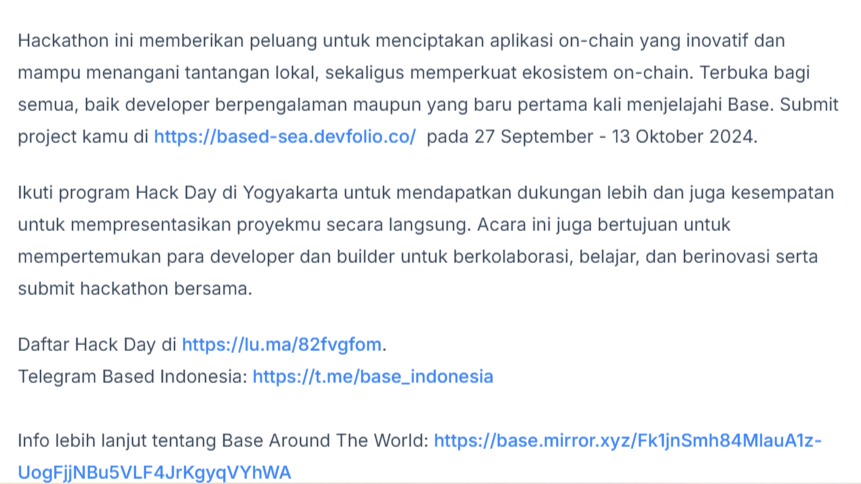 Hackathon ini memberikan peluang untuk menciptakan aplikasi on-chain yang inovatif dan
mampu menangani tantangan lokal, sekaligus memperkuat ekosistem on-chain. Terbuka bagi
semua, baik developer berpengalaman maupun yang baru pertama kali menjelajahi Base. Submit
project kamu di https://based-sea.devfolio.co/ pada 27 September - 13 Oktober 2024.
Ikuti program Hack Day di Yogyakarta untuk mendapatkan dukungan lebih dan juga kesempatan
untuk mempresentasikan proyekmu secara langsung. Acara ini juga bertujuan untuk
mempertemukan para developer dan builder untuk berkolaborasi, belajar, dan berinovasi serta
submit hackathon bersama.
Daftar Hack Day di https://lu.ma/82fvgfom.
Telegram Based Indonesia: https://t.me/base_indonesia
Info lebih lanjut tentang Base Around The World: https://base.mirror.xyz/Fk1jnSmh84MlauA1z-
UogFjjNBu5VLF4JrKgyqVYhWA